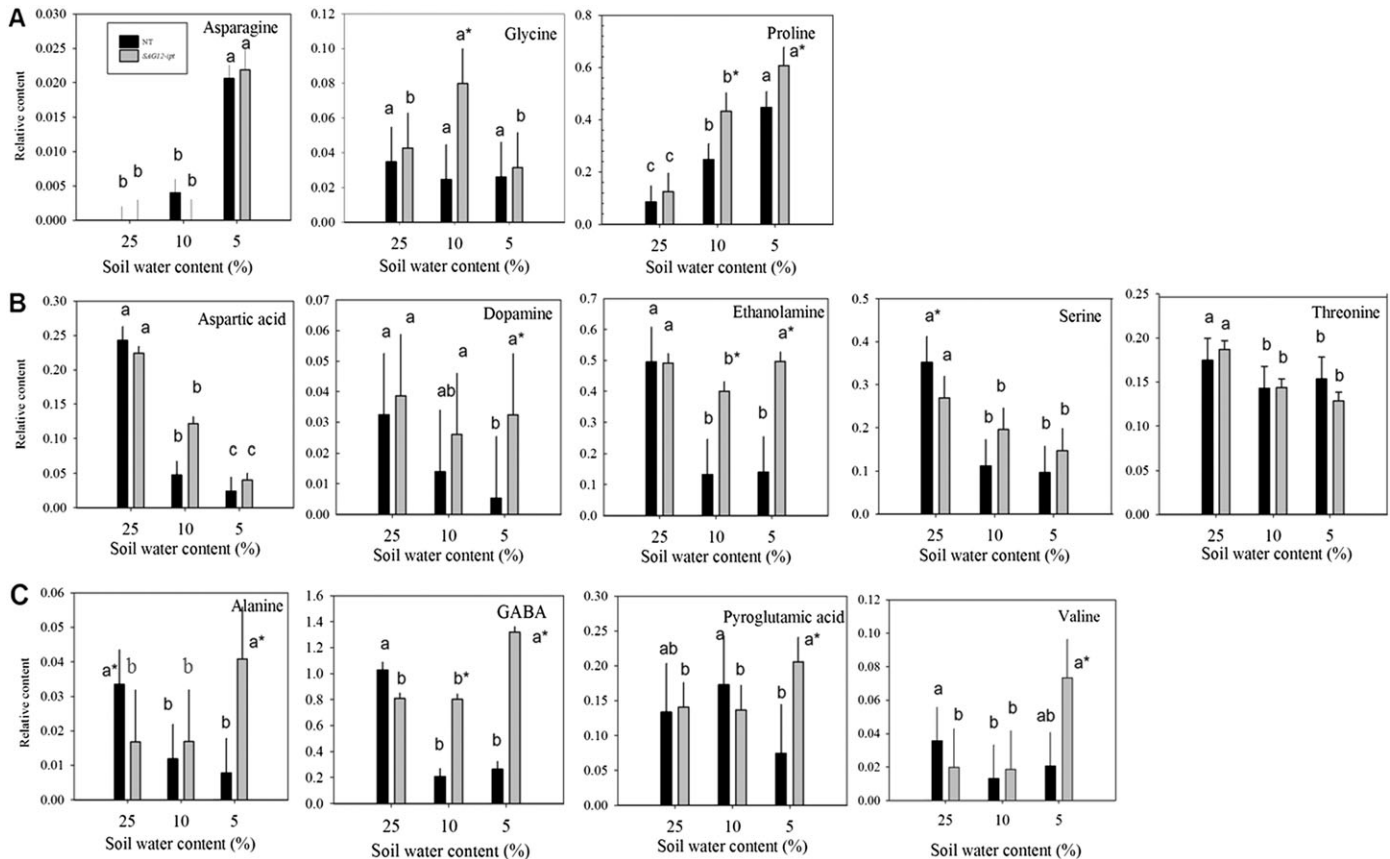 A
Asparagine
Glycine
Proline
NT
SAG12-ipt
Relative content
0.030
0.025
0.020
0.015
0.010
0.005
0.000
b b b b a a
25 10 5
Soil water content (%)
0.12
0.10
0.08
0.06
0.04
0.02
0.00
a b a a* a b
25 10 5
Soil water content (%)
0.8
0.6
0.4
0.2
0.0
c c b b* a a*
25 10 5
Soil water content (%)
B
Aspartic acid
Dopamine
Ethanolamine
Serine
Threonine
Relative content
0.30
0.25
0.20
0.15
0.10
0.05
0.00
a a b b c c
25 10 5
Soil water content (%)
0.07
0.06
0.05
0.04
0.03
0.02
0.01
0.00
a a ab a b a*
25 10 5
Soil water content (%)
0.7
0.6
0.5
0.4
0.3
0.2
0.1
0.0
a a b b* b a*
25 10 5
Soil water content (%)
0.5
0.4
0.3
0.2
0.1
0.0
a* a b b b b
25 10 5
Soil water content (%)
0.25
0.20
0.15
0.10
0.05
0.00
a a b b b b
25 10 5
Soil water content (%)
C
Alanine
GABA
Pyroglutamic acid
Valine
Relative content
0.06
0.05
0.04
0.03
0.02
0.01
0.00
a* b b b b a*
25 10 5
Soil water content (%)
1.6
1.4
1.2
1.0
0.8
0.6
0.4
0.2
0.0
a b b b* b a*
25 10 5
Soil water content (%)
0.30
0.25
0.20
0.15
0.10
0.05
0.00
ab b a b b a*
25 10 5
Soil water content (%)
0.12
0.10
0.08
0.06
0.04
0.02
0.00
a b b b ab a*
25 10 5
Soil water content (%)